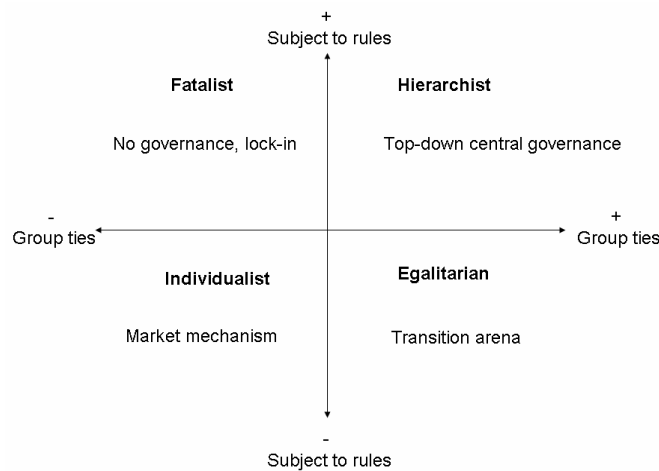 +
Subject to rules
Fatalist
Hierarchist
No governance, lock-in
Top-down central governance
-
Group ties
+
Group ties
Individualist
Egalitarian
Market mechanism
Transition arena
-
Subject to rules